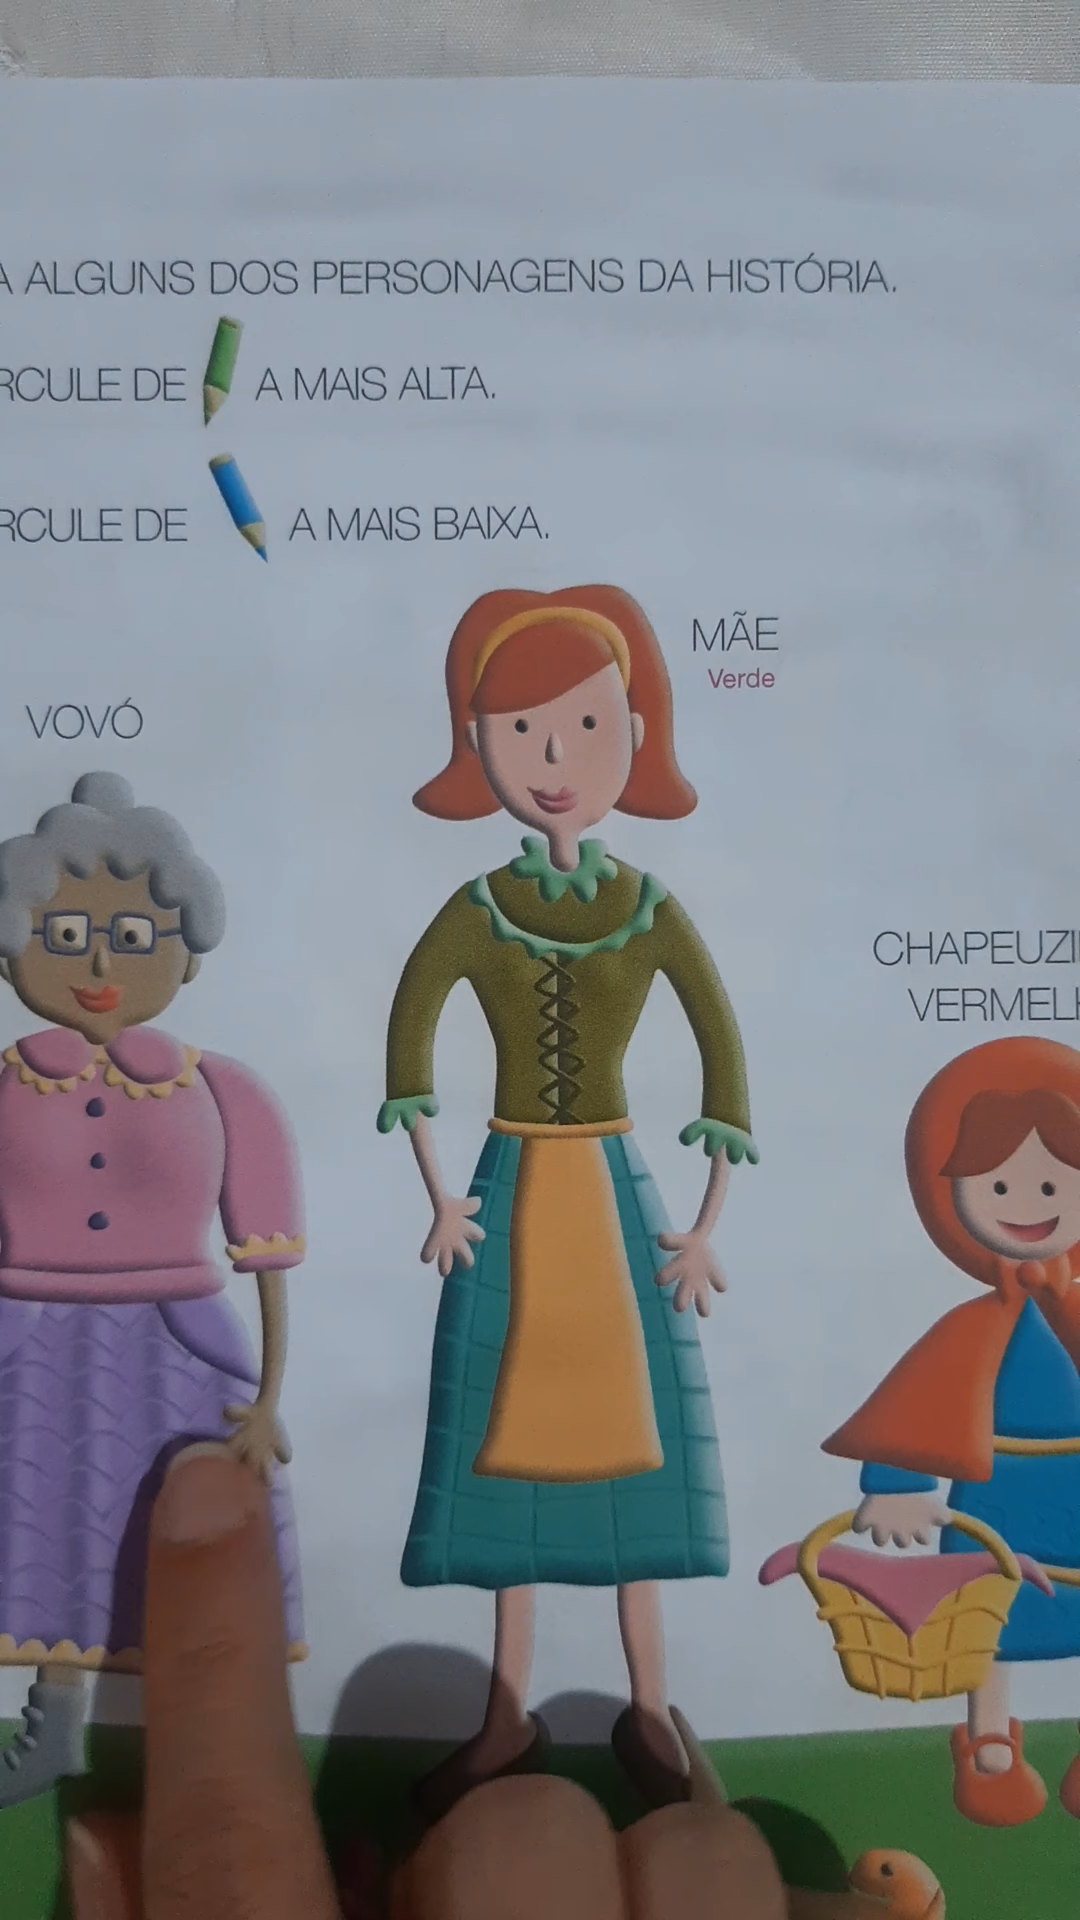 A ALGUNS DOS PERSONAGENS DA HISTÓRIA.
RCULE DE A MAIS ALTA.
RCULE DE A MAIS BAIXA.
MÃE
Verde
VOVÓ
CHAPEUZI
VERMEL